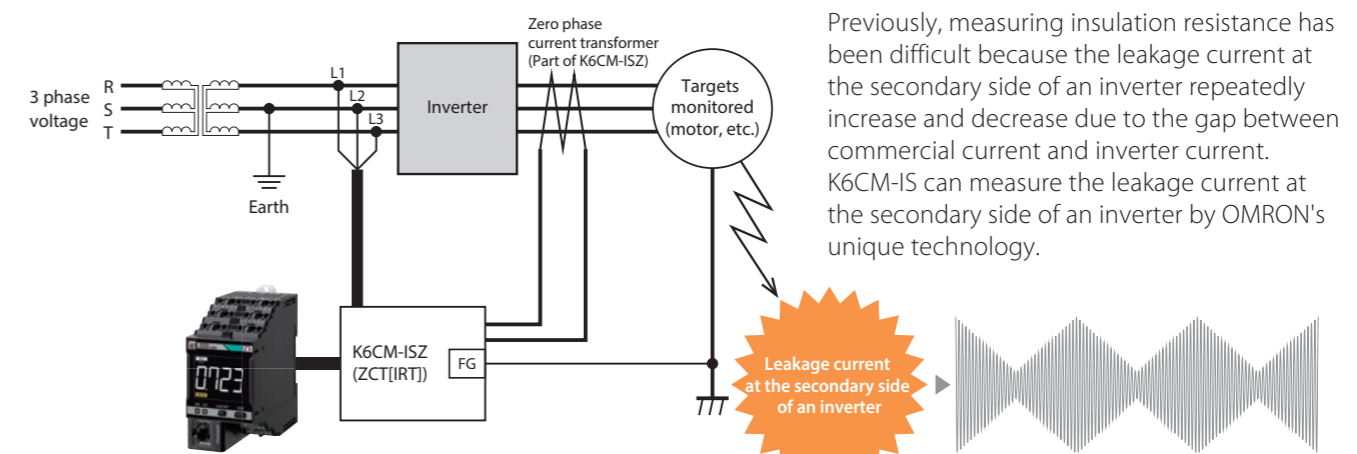 Zero phase
current transformer
(Part of K6CM-ISZ)
Previously, measuring insulation resistance has
been difficult because the leakage current at
the secondary side of an inverter repeatedly
increase and decrease due to the gap between
commercial current and inverter current.
K6CM-IS can measure the leakage current at
the secondary side of an inverter by OMRON's
unique technology.
3 phase
voltage
R
S
T
L1
L2
L3
Inverter
Targets
monitored
(motor, etc.)
Earth
0.723
K6CM-ISZ
(ZCT[IRT])
FG
Leakage current
at the secondary side
of an inverter